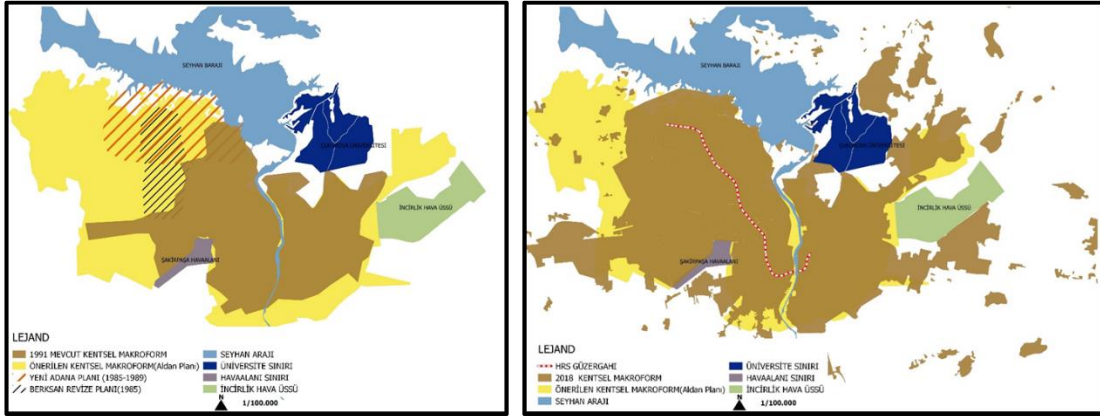 SEYHAN BARAJI
ÇUKUROVA ÜNİVERSİTESİ
İNCİRLİK HAVA ÜSSÜ
ŞAKİRPAŞA HAVAALANI
LEJAND
1991 MEVCUT KENTSEL MAKROFORM
ÖNERİLEN KENTSEL MAKROFORM(Aldan Planı)
YENİ ADANA PLANI (1985-1989)
BERKSAN REVİZE PLANI(1985)
SEYHAN ARAJI
ÜNİVERSİTE SINIRI
HAVAALANI SINIRI
İNCİRLİK HAVA ÜSSÜ
N
1/100.000
SEYHAN BARAJI
ÇUKUROVA ÜNİVERSİTESİ
İNCİRLİK HAVA ÜSSÜ
ŞAKİRPAŞA HAVAALANI
LEJAND
HRS GÜZERGAHI
2018 KENTSEL MAKROFORM
ÖNERİLEN KENTSEL MAKROFORM(Aldan Planı)
SEYHAN ARAJI
ÜNİVERSİTE SINIRI
HAVAALANI SINIRI
İNCİRLİK HAVA ÜSSÜ
N
1/100.000